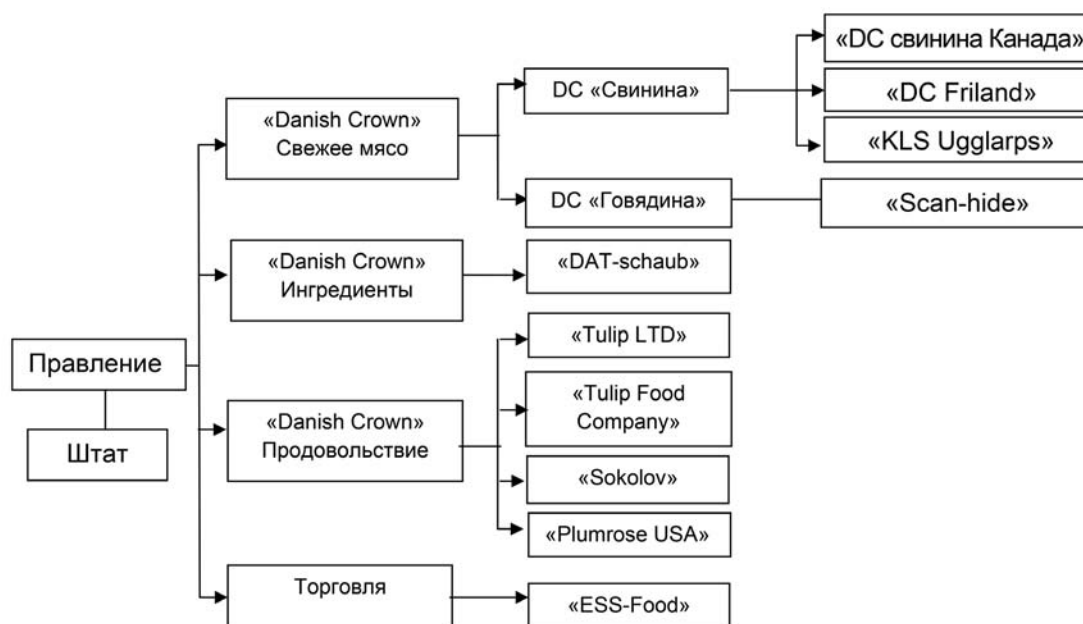 Правление
Штат
«Danish Crown»
Свежее мясо
«Danish Crown»
Ингредиенты
«Danish Crown»
Продовольствие
Торговля
DC «Свинина»
DC «Говядина»
«DAT-schaub»
«Tulip LTD»
«Tulip Food
Company»
«Sokolov»
«Plumrose USA»
«ESS-Food»
«DC свинина Канада»
«DC Friland»
«KLS Ugglarps»
«Scan-hide»